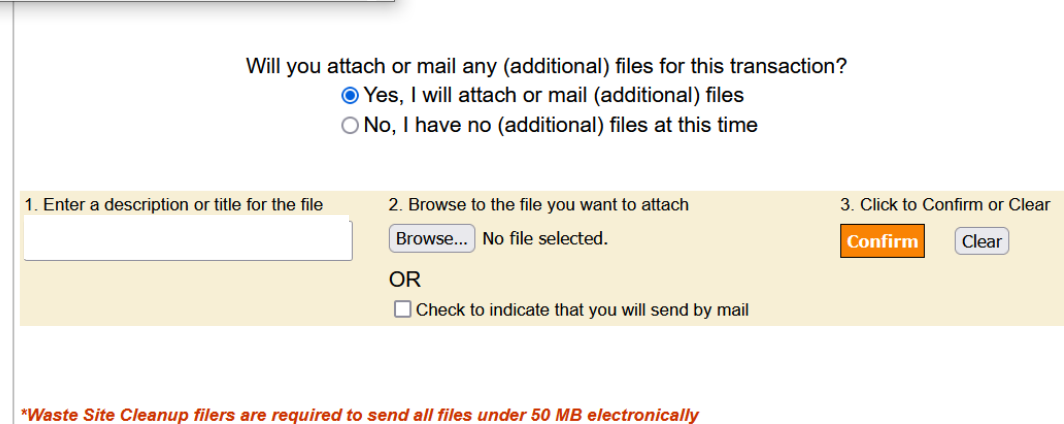 Will you attach or mail any (additional) files for this transaction?
Yes, I will attach or mail (additional) files
No, I have no (additional) files at this time
1. Enter a description or title for the file
2. Browse to the file you want to attach
3. Click to Confirm or Clear
Browse... No file selected.
Confirm
Clear
OR
Check to indicate that you will send by mail
*Waste Site Cleanup filers are required to send all files under 50 MB electronically